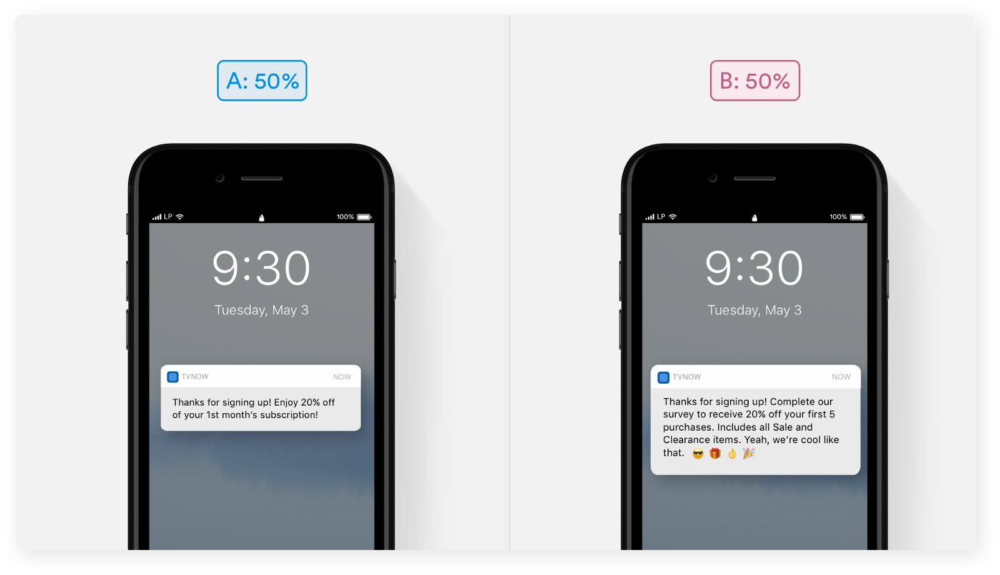 A: 50%
LP
100%
9:30
Tuesday, May 3
TVNOW
NOW
Thanks for signing up! Enjoy 20% off
of your 1st month’s subscription!
B: 50%
LP
100%
9:30
Tuesday, May 3
TVNOW
NOW
Thanks for signing up! Complete our
survey to receive 20% off your first 5
purchases. Includes all Sale and
Clearance items. Yeah, we’re cool like
that. 😎 🎁 👌 🎉